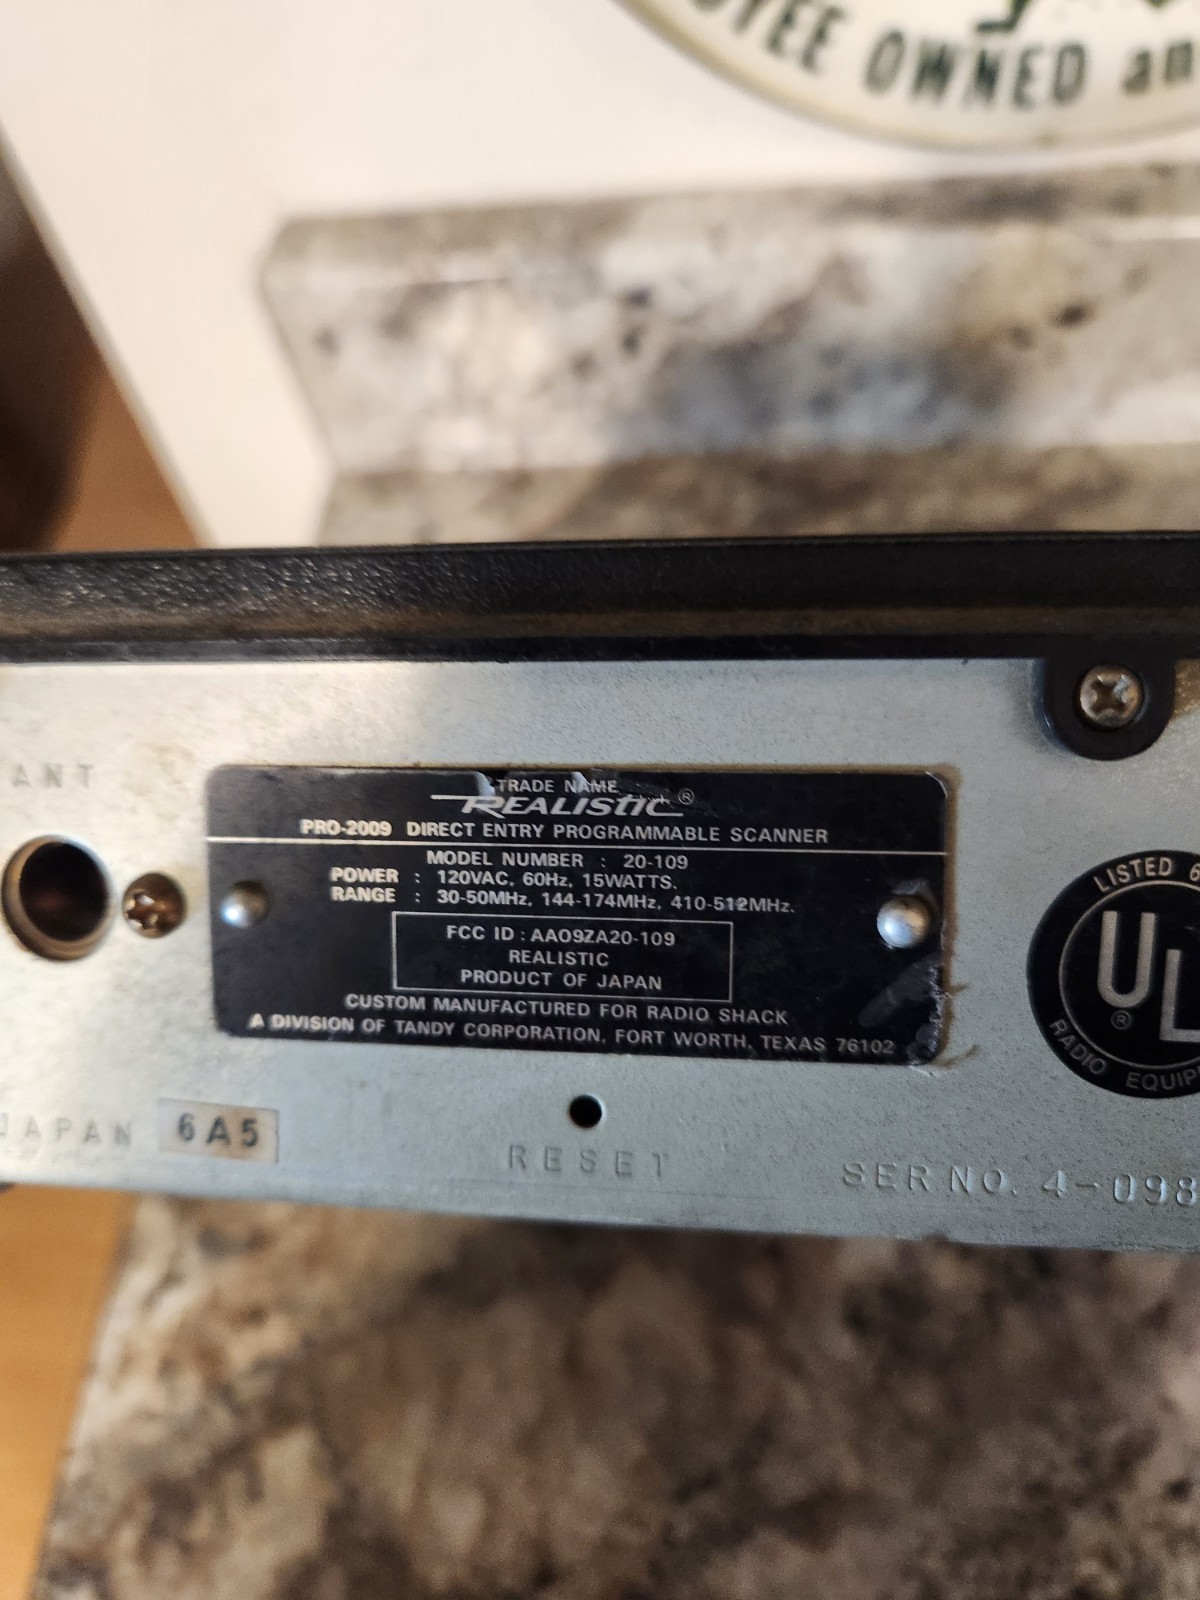 OWNED an
ANT
TRADE NAME
REALISTIC ®
PRO-2009 DIRECT ENTRY PROGRAMMABLE SCANNER
MODEL NUMBER : 20-109
POWER : 120VAC, 60Hz, 15WATTS.
RANGE : 30-50MHz, 144-174MHz, 410-512MHz.
FCC ID : AAO9ZA20-109
REALISTIC
PRODUCT OF JAPAN
CUSTOM MANUFACTURED FOR RADIO SHACK
A DIVISION OF TANDY CORPORATION, FORT WORTH, TEXAS 76102
LISTED 6
UL ®
RADIO EQUIP
JAPAN 6A5
RESET
SER NO. 4-098